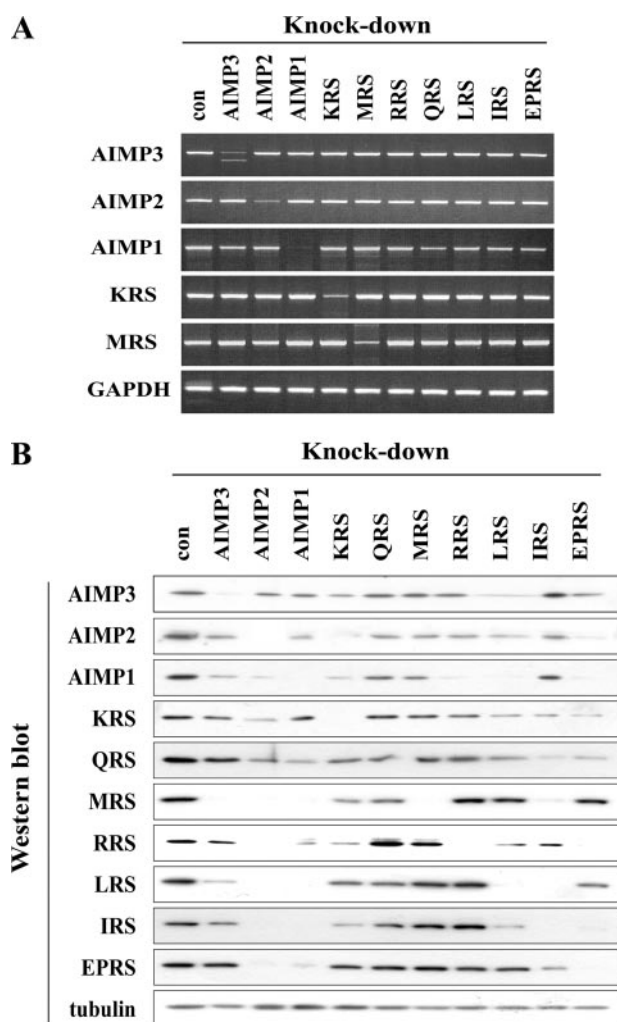 A
Knock-down
con AIMP3 AIMP2 AIMP1 KRS MRS RRS QRS LRS IRS EPRS
AIMP3
AIMP2
AIMP1
KRS
MRS
GAPDH
B
Knock-down
con AIMP3 AIMP2 AIMP1 KRS QRS MRS RRS LRS IRS EPRS
Western blot
AIMP3
AIMP2
AIMP1
KRS
QRS
MRS
RRS
LRS
IRS
EPRS
tubulin